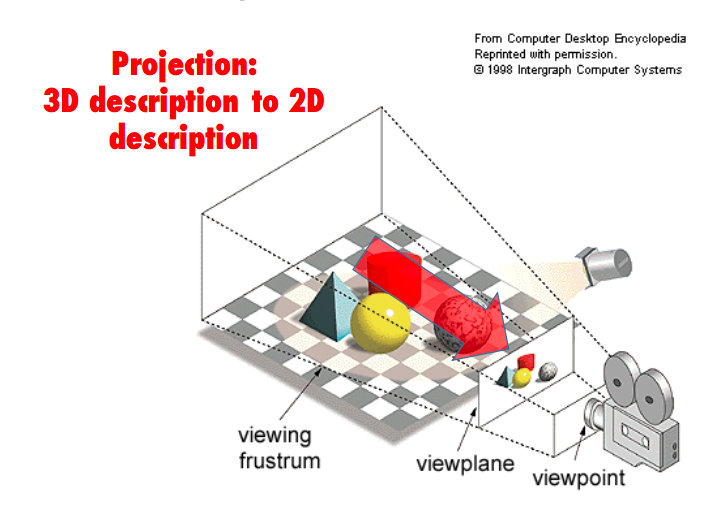 From Computer Desktop Encyclopedia
Reprinted with permission.
© 1998 Intergraph Computer Systems
Projection:
3D description to 2D
description
viewing
frustrum
viewplane
viewpoint